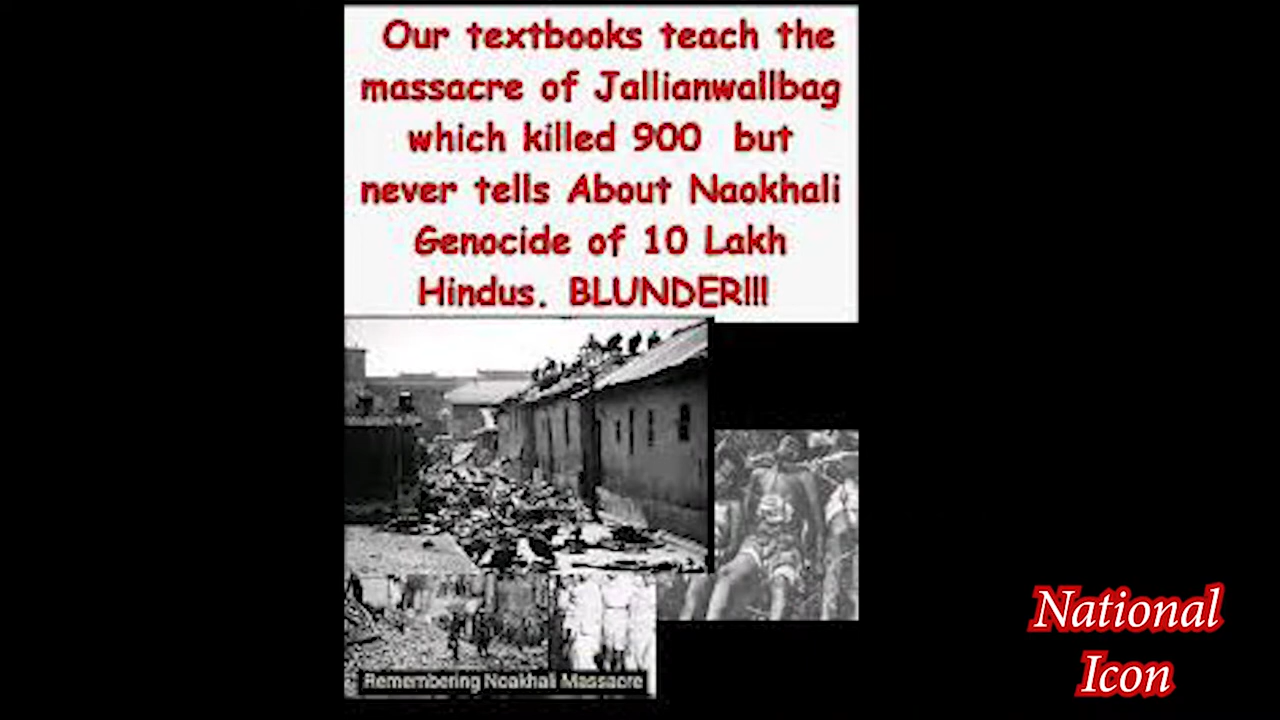 Our textbooks teach the
massacre of Jallianwallbag
which killed 900 but
never tells About Naokhali
Genocide of 10 Lakh
Hindus. BLUNDER!!!
Remembering Noakhali Massacre
National
Icon